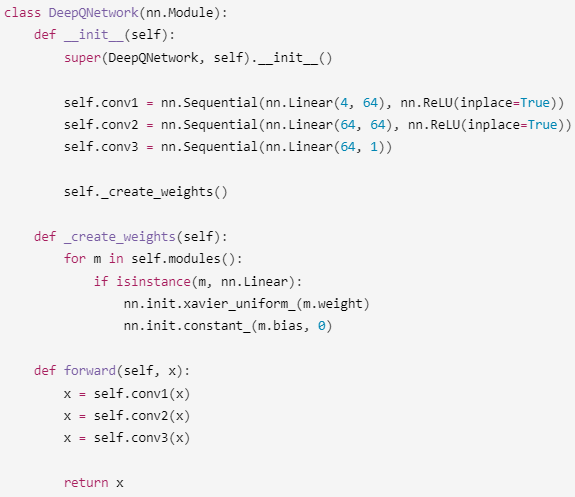 class DeepQNetwork(nn.Module):
    def __init__(self):
        super(DeepQNetwork, self).__init__()

        self.conv1 = nn.Sequential(nn.Linear(4, 64), nn.ReLU(inplace=True))
        self.conv2 = nn.Sequential(nn.Linear(64, 64), nn.ReLU(inplace=True))
        self.conv3 = nn.Sequential(nn.Linear(64, 1))

        self._create_weights()

    def _create_weights(self):
        for m in self.modules():
            if isinstance(m, nn.Linear):
                nn.init.xavier_uniform_(m.weight)
                nn.init.constant_(m.bias, 0)

    def forward(self, x):
        x = self.conv1(x)
        x = self.conv2(x)
        x = self.conv3(x)

        return x